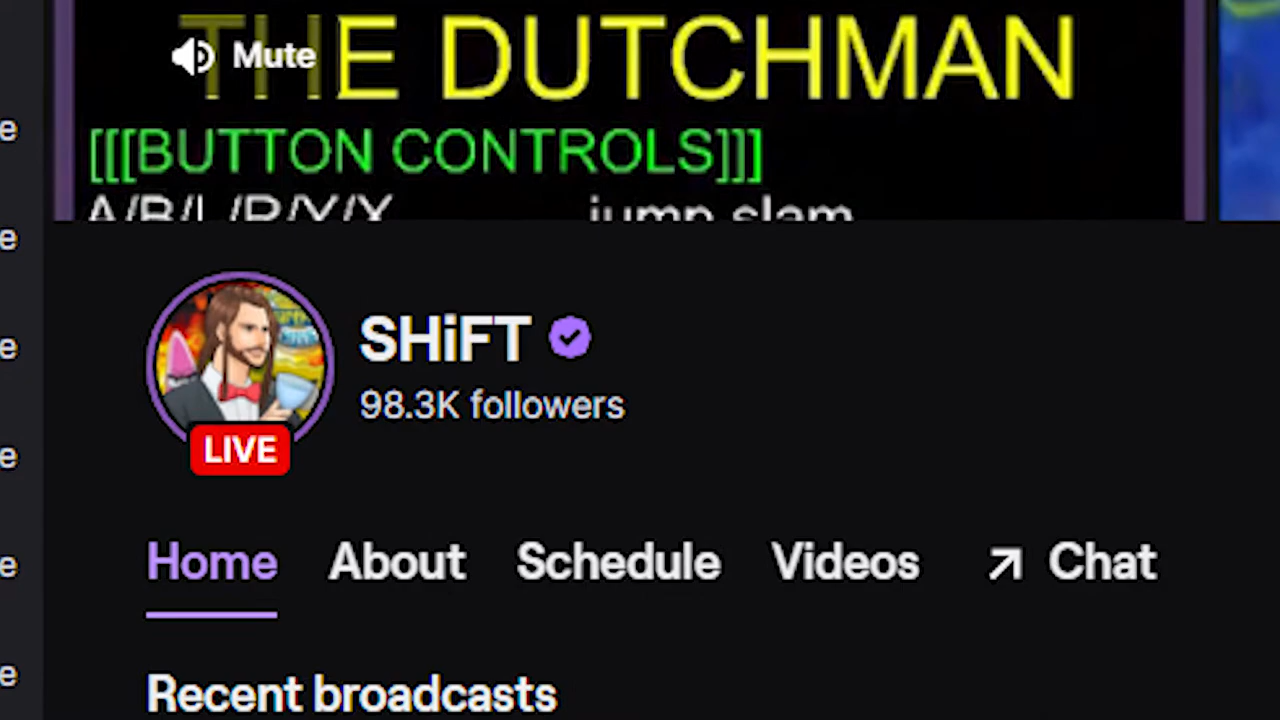 THE DUTCHMAN
Mute
[[[BUTTON CONTROLS]]]
A/B/L/R/Y/X jump slam
SHiFT
98.3K followers
LIVE
Home About Schedule Videos Chat
Recent broadcasts